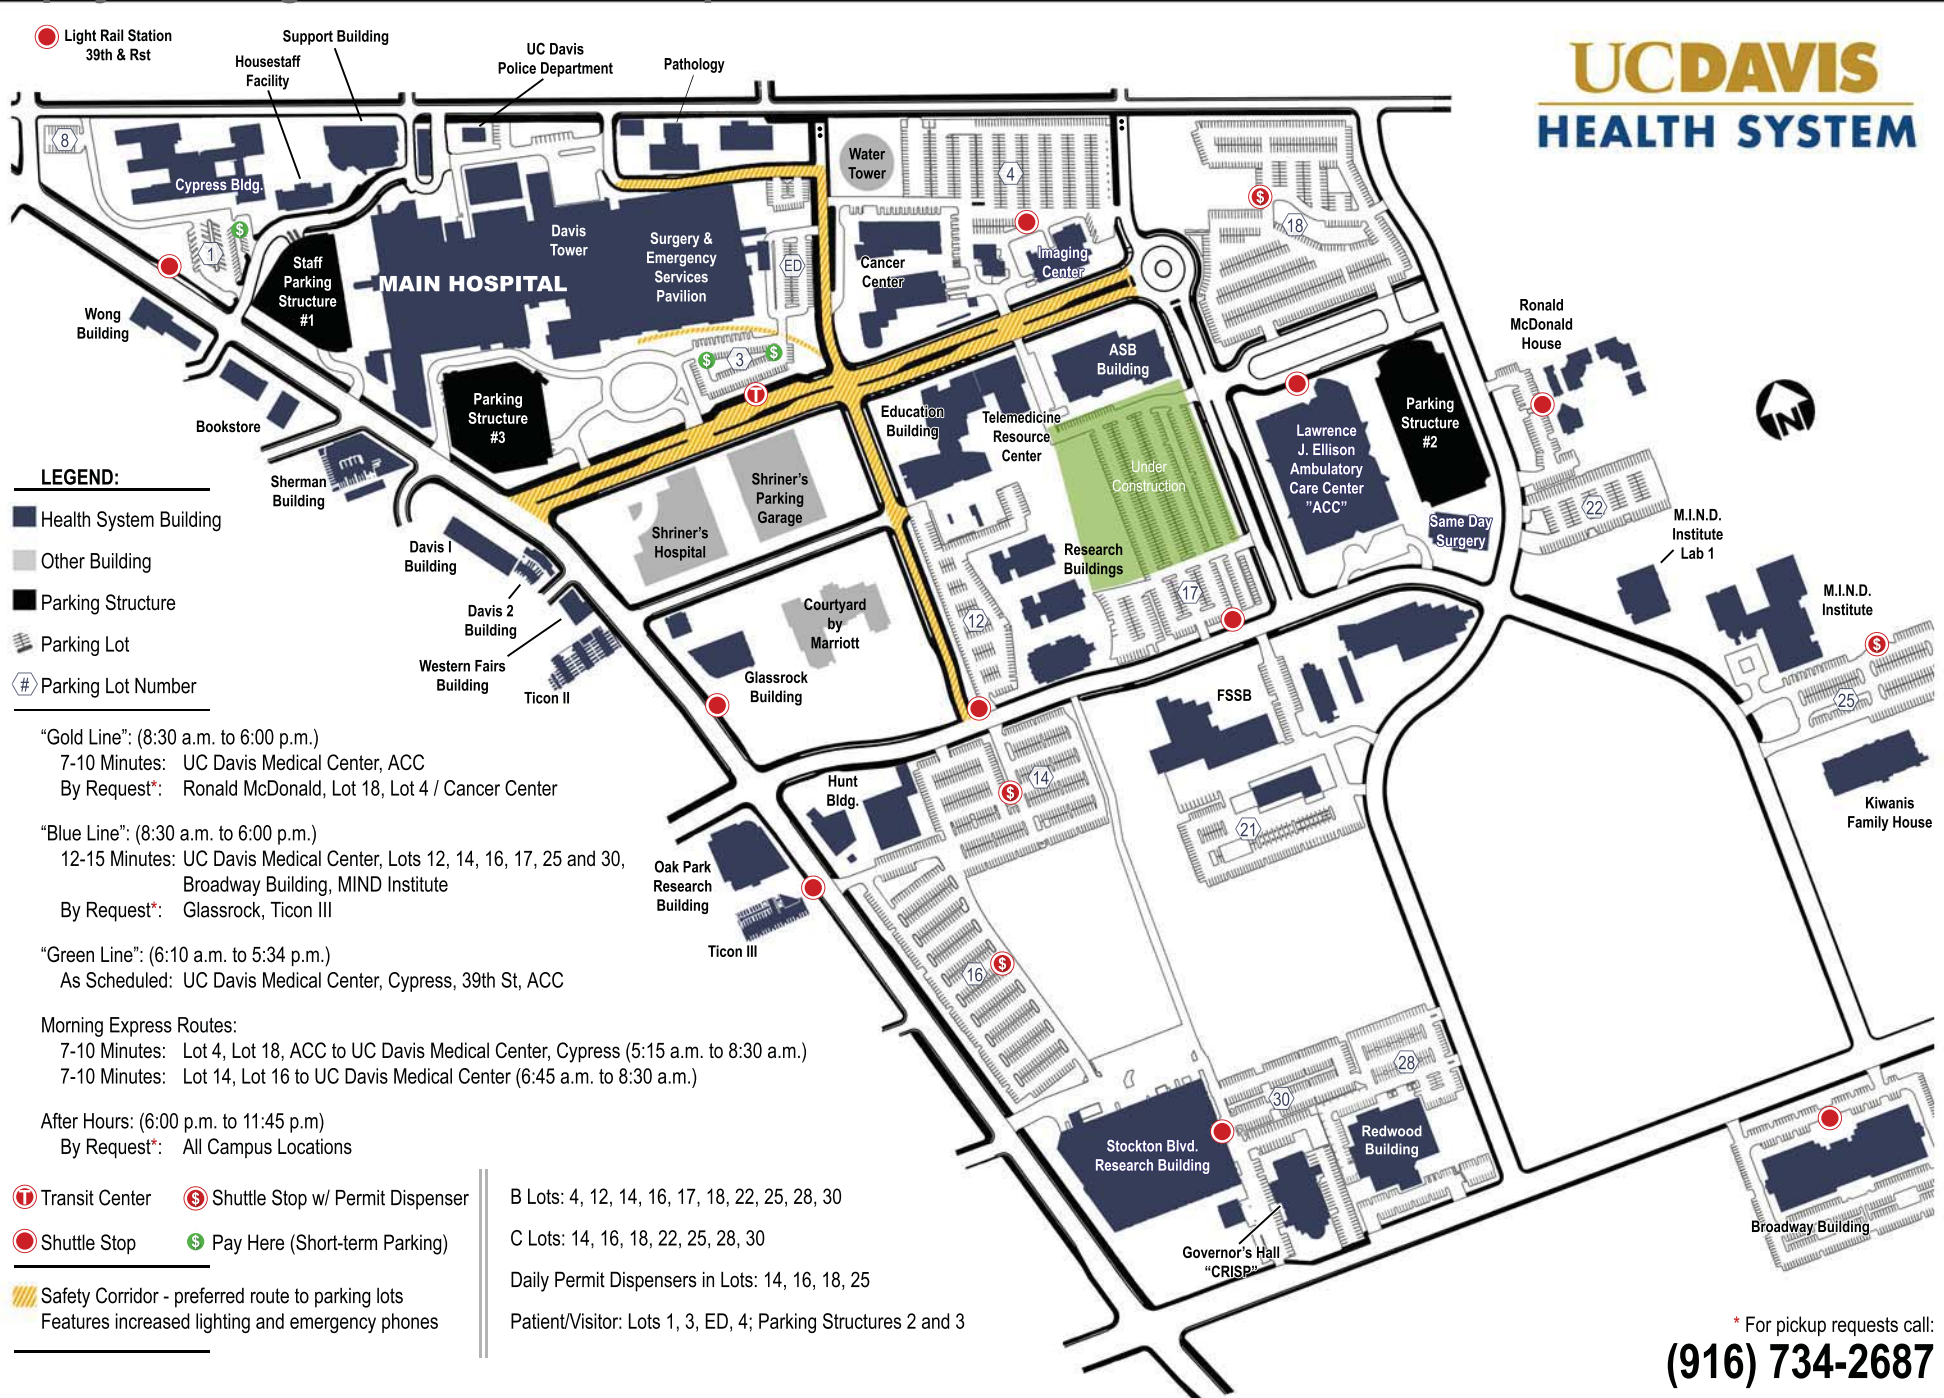 Light Rail Station
39th & Rst
Support Building
Housestaff
Facility
UC Davis
Police Department
Pathology
UCDAVIS
HEALTH SYSTEM
8
Cypress Bldg.
$
1
Staff
Parking
Structure
#1
MAIN HOSPITAL
Davis
Tower
Surgery &
Emergency
Services
Pavilion
ED
Water
Tower
4
Cancer
Center
Imaging
Center
$
18
Wong
Building
Bookstore
$
3
$
T
Parking
Structure
#3
ASB
Building
Education
Building
Telemedicine
Resource
Center
Under
Construction
Lawrence
J. Ellison
Ambulatory
Care Center
"ACC"
Parking
Structure
#2
Ronald
McDonald
House
N
Same Day
Surgery
22
M.I.N.D.
Institute
Lab 1
M.I.N.D.
Institute
$
25
Kiwanis
Family House
Sherman
Building
Shriner's
Parking
Garage
Shriner's
Hospital
Davis I
Building
Davis 2
Building
Western Fairs
Building
Ticon II
Courtyard
by
Marriott
Glassrock
Building
Research
Buildings
12
17
FSSB
21
Hunt
Bldg.
$
14
Oak Park
Research
Building
Ticon III
16
$
28
30
Stockton Blvd.
Research Building
Redwood
Building
Governor's Hall
"CRISP"
Broadway Building
LEGEND:
Health System Building
Other Building
Parking Structure
Parking Lot
# Parking Lot Number
“Gold Line”: (8:30 a.m. to 6:00 p.m.)
7-10 Minutes: UC Davis Medical Center, ACC
By Request*: Ronald McDonald, Lot 18, Lot 4 / Cancer Center
“Blue Line”: (8:30 a.m. to 6:00 p.m.)
12-15 Minutes: UC Davis Medical Center, Lots 12, 14, 16, 17, 25 and 30,
Broadway Building, MIND Institute
By Request*: Glassrock, Ticon III
“Green Line”: (6:10 a.m. to 5:34 p.m.)
As Scheduled: UC Davis Medical Center, Cypress, 39th St, ACC
Morning Express Routes:
7-10 Minutes: Lot 4, Lot 18, ACC to UC Davis Medical Center, Cypress (5:15 a.m. to 8:30 a.m.)
7-10 Minutes: Lot 14, Lot 16 to UC Davis Medical Center (6:45 a.m. to 8:30 a.m.)
After Hours: (6:00 p.m. to 11:45 p.m)
By Request*: All Campus Locations
T Transit Center
$ Shuttle Stop w/ Permit Dispenser
Shuttle Stop
$ Pay Here (Short-term Parking)
Safety Corridor - preferred route to parking lots
Features increased lighting and emergency phones
B Lots: 4, 12, 14, 16, 17, 18, 22, 25, 28, 30
C Lots: 14, 16, 18, 22, 25, 28, 30
Daily Permit Dispensers in Lots: 14, 16, 18, 25
Patient/Visitor: Lots 1, 3, ED, 4; Parking Structures 2 and 3
* For pickup requests call:
(916) 734-2687